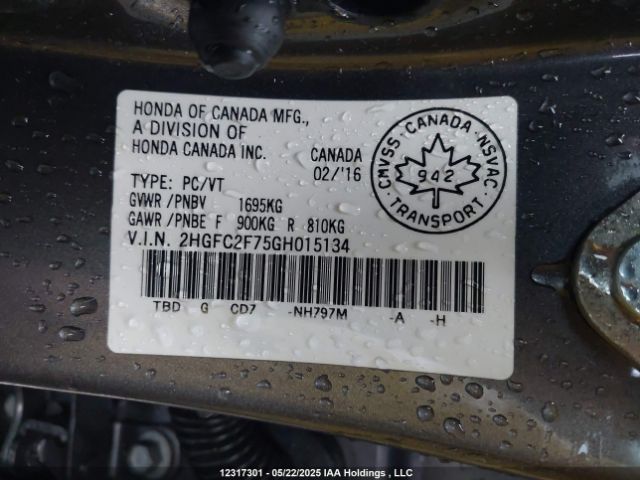 HONDA OF CANADA MFG.,
A DIVISION OF
HONDA CANADA INC.
CANADA
02/'16
TYPE: PC/VT
GVWR /PNBV 1695KG
GAWR /PNBE F 900KG R 810KG
V.I.N. 2HGFC2F75GH015134
TBD G CD7 -NH797M -A -H
CMVSS · CANADA · NSVAC
942
· TRANSPORT ·
12317301 - 05/22/2025 IAA Holdings , LLC